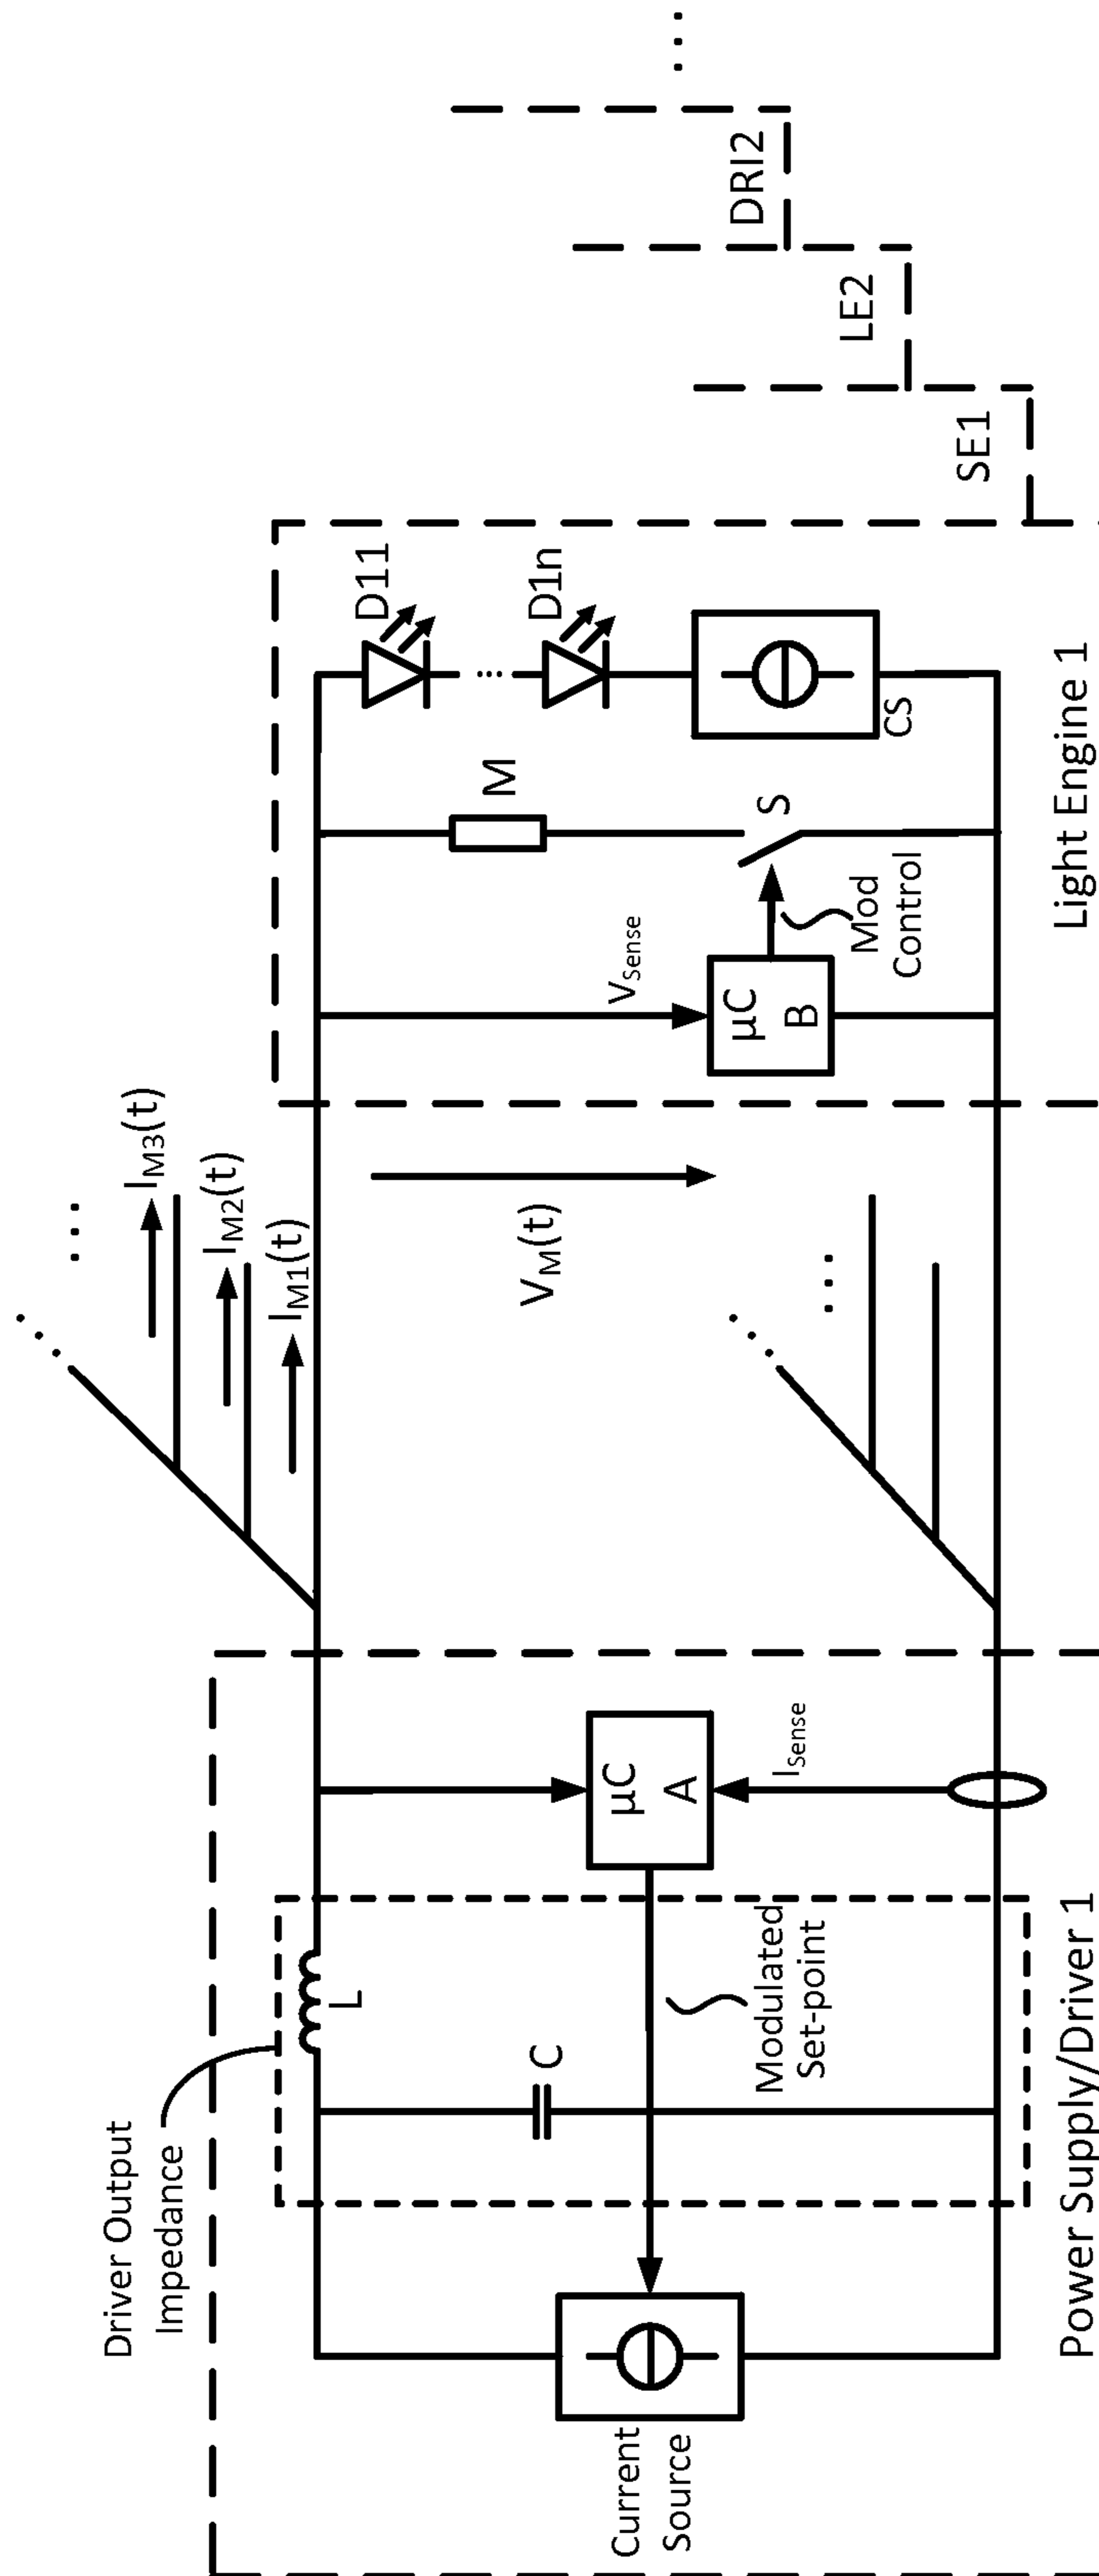 Driver Output
Impedance
L
C
Current
Source
Modulated
Set-point
µC
A
ISense
Power Supply/Driver 1
IM1(t)
IM2(t)
IM3(t)
...
...
VM(t)
VSense
µC
B
Mod
Control
M
S
D11
...
D1n
CS
Light Engine 1
SE1
LE2
DRI2
...